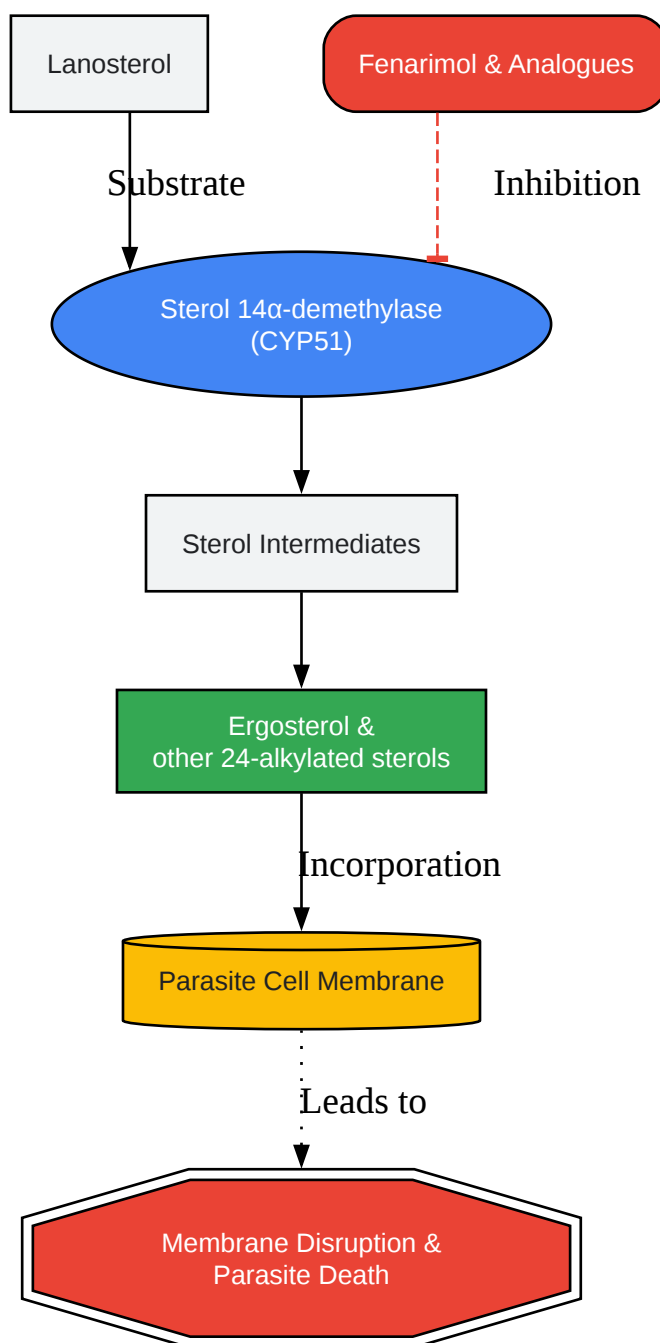 Lanosterol
Fenarimol & Analogues
Substrate
Inhibition
Sterol 14α-demethylase
(CYP51)
Sterol Intermediates
Ergosterol &
other 24-alkylated sterols
Incorporation
Parasite Cell Membrane
Leads to
Membrane Disruption &
Parasite Death